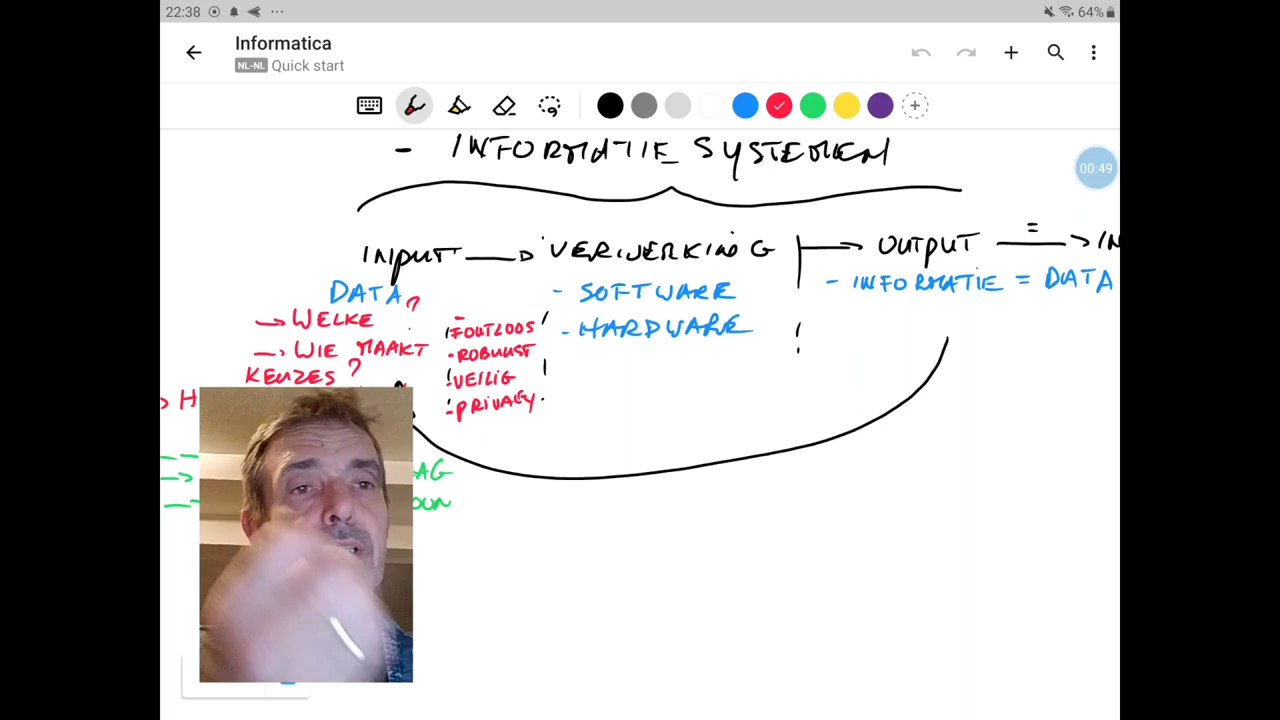 22:38
64%
Informatica
NL-NL Quick start
00:49
- INFORMATIE SYSTEMEN
INPUT → VERWERKING → OUTPUT = → IN
DATA
- SOFTWARE
- INFORMATIE = DATA
→ WELKE ?
- FOUTLOOS
- HARDWARE
→ WIE MAAKT
- ROBUUST
KEUZES ?
- VEILIG
→ H
- PRIVACY
AG